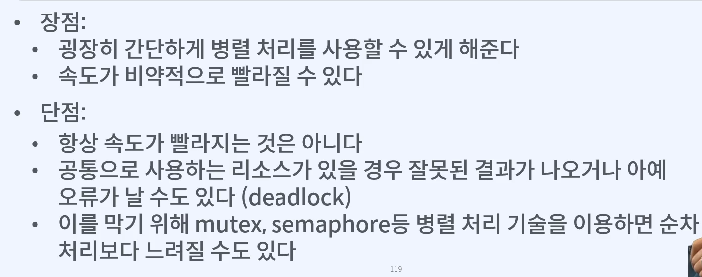 • 장점:
• 굉장히 간단하게 병렬 처리를 사용할 수 있게 해준다
• 속도가 비약적으로 빨라질 수 있다
• 단점:
• 항상 속도가 빨라지는 것은 아니다
• 공통으로 사용하는 리소스가 있을 경우 잘못된 결과가 나오거나 아예
오류가 날 수도 있다 (deadlock)
• 이를 막기 위해 mutex, semaphore등 병렬 처리 기술을 이용하면 순차
처리보다 느려질 수도 있다
119